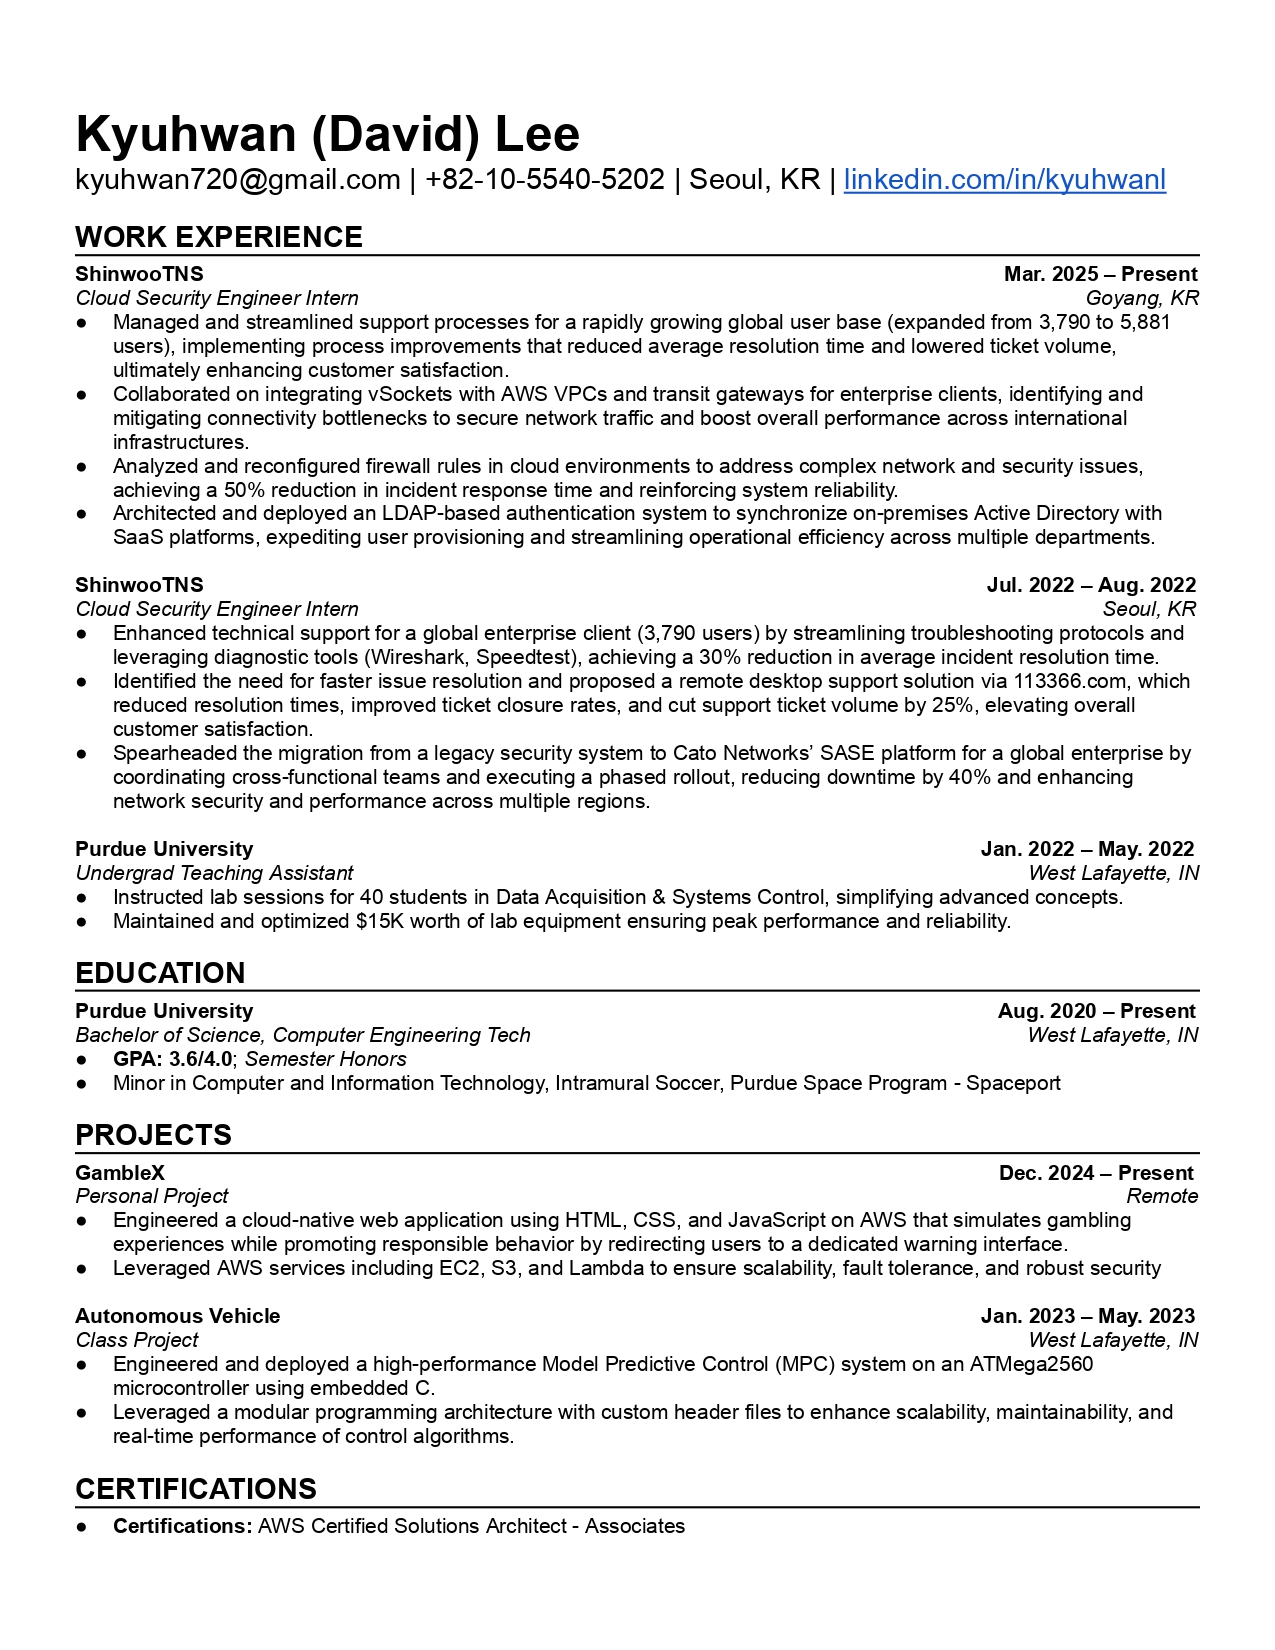 Kyuhwan (David) Lee
kyuhwan720@gmail.com | +82-10-5540-5202 | Seoul, KR | linkedin.com/in/kyuhwanl
WORK EXPERIENCE
ShinwooTNS Mar. 2025 – Present
Cloud Security Engineer Intern Goyang, KR
● Managed and streamlined support processes for a rapidly growing global user base (expanded from 3,790 to 5,881
users), implementing process improvements that reduced average resolution time and lowered ticket volume,
ultimately enhancing customer satisfaction.
● Collaborated on integrating vSockets with AWS VPCs and transit gateways for enterprise clients, identifying and
mitigating connectivity bottlenecks to secure network traffic and boost overall performance across international
infrastructures.
● Analyzed and reconfigured firewall rules in cloud environments to address complex network and security issues,
achieving a 50% reduction in incident response time and reinforcing system reliability.
● Architected and deployed an LDAP-based authentication system to synchronize on-premises Active Directory with
SaaS platforms, expediting user provisioning and streamlining operational efficiency across multiple departments.
ShinwooTNS Jul. 2022 – Aug. 2022
Cloud Security Engineer Intern Seoul, KR
● Enhanced technical support for a global enterprise client (3,790 users) by streamlining troubleshooting protocols and
leveraging diagnostic tools (Wireshark, Speedtest), achieving a 30% reduction in average incident resolution time.
● Identified the need for faster issue resolution and proposed a remote desktop support solution via 113366.com, which
reduced resolution times, improved ticket closure rates, and cut support ticket volume by 25%, elevating overall
customer satisfaction.
● Spearheaded the migration from a legacy security system to Cato Networks’ SASE platform for a global enterprise by
coordinating cross-functional teams and executing a phased rollout, reducing downtime by 40% and enhancing
network security and performance across multiple regions.
Purdue University Jan. 2022 – May. 2022
Undergrad Teaching Assistant West Lafayette, IN
● Instructed lab sessions for 40 students in Data Acquisition & Systems Control, simplifying advanced concepts.
● Maintained and optimized $15K worth of lab equipment ensuring peak performance and reliability.
EDUCATION
Purdue University Aug. 2020 – Present
Bachelor of Science, Computer Engineering Tech West Lafayette, IN
● GPA: 3.6/4.0; Semester Honors
● Minor in Computer and Information Technology, Intramural Soccer, Purdue Space Program - Spaceport
PROJECTS
GambleX Dec. 2024 – Present
Personal Project Remote
● Engineered a cloud-native web application using HTML, CSS, and JavaScript on AWS that simulates gambling
experiences while promoting responsible behavior by redirecting users to a dedicated warning interface.
● Leveraged AWS services including EC2, S3, and Lambda to ensure scalability, fault tolerance, and robust security
Autonomous Vehicle Jan. 2023 – May. 2023
Class Project West Lafayette, IN
● Engineered and deployed a high-performance Model Predictive Control (MPC) system on an ATMega2560
microcontroller using embedded C.
● Leveraged a modular programming architecture with custom header files to enhance scalability, maintainability, and
real-time performance of control algorithms.
CERTIFICATIONS
● Certifications: AWS Certified Solutions Architect - Associates